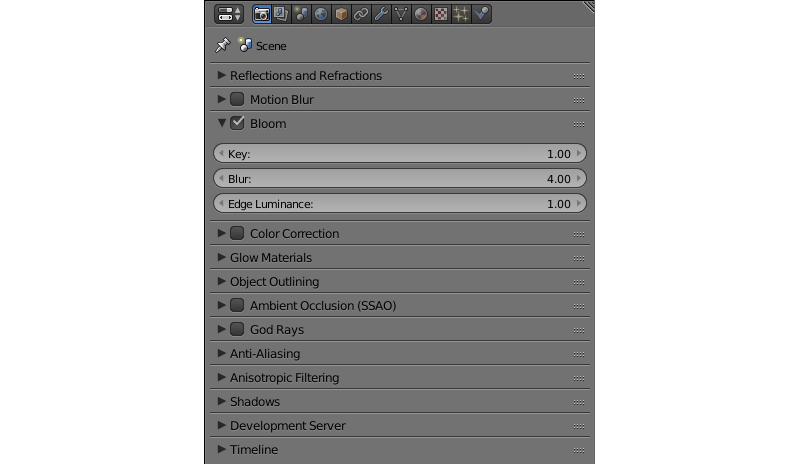 Scene
Reflections and Refractions
Motion Blur
Bloom
Key: 1.00
Blur: 4.00
Edge Luminance: 1.00
Color Correction
Glow Materials
Object Outlining
Ambient Occlusion (SSAO)
God Rays
Anti-Aliasing
Anisotropic Filtering
Shadows
Development Server
Timeline